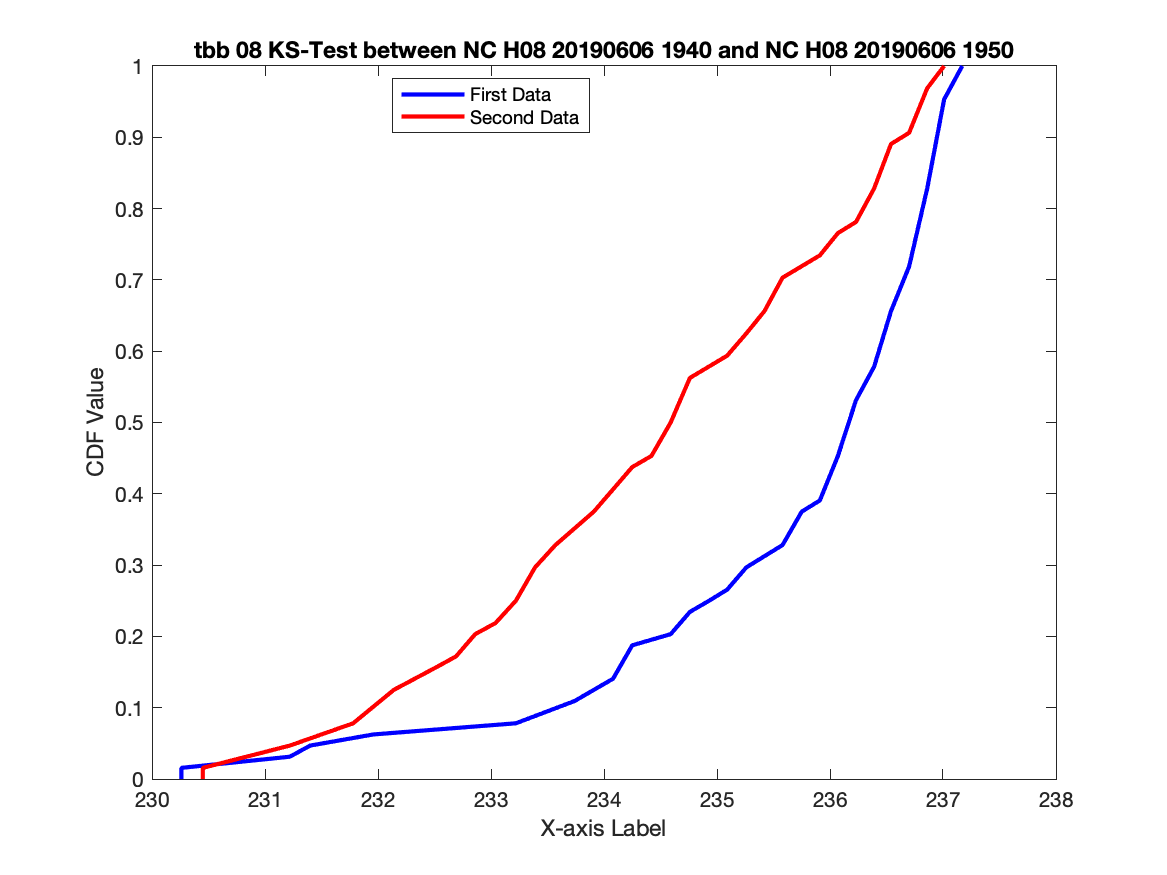 tbb 08 KS-Test between NC H08 20190606 1940 and NC H08 20190606 1950
First Data
Second Data
CDF Value
1
0.9
0.8
0.7
0.6
0.5
0.4
0.3
0.2
0.1
0
230 231 232 233 234 235 236 237 238
X-axis Label